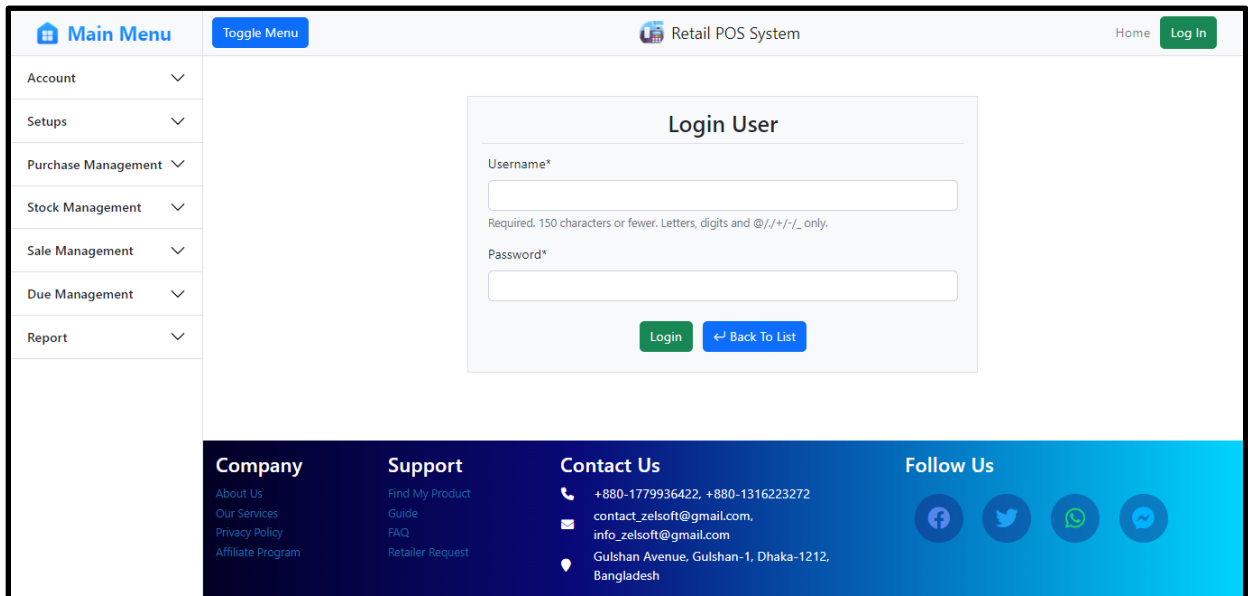 Main Menu
Toggle Menu
Retail POS System
Home
Log In
Account
Setups
Purchase Management
Stock Management
Sale Management
Due Management
Report
Login User
Username*
Required. 150 characters or fewer. Letters, digits and @/./+/-/_ only.
Password*
Login
Back To List
Company
About Us
Our Services
Privacy Policy
Affiliate Program
Support
Find My Product
Guide
FAQ
Retailer Request
Contact Us
+880-1779936422, +880-1316223272
contact_zelsoft@gmail.com,
info_zelsoft@gmail.com
Gulshan Avenue, Gulshan-1, Dhaka-1212,
Bangladesh
Follow Us